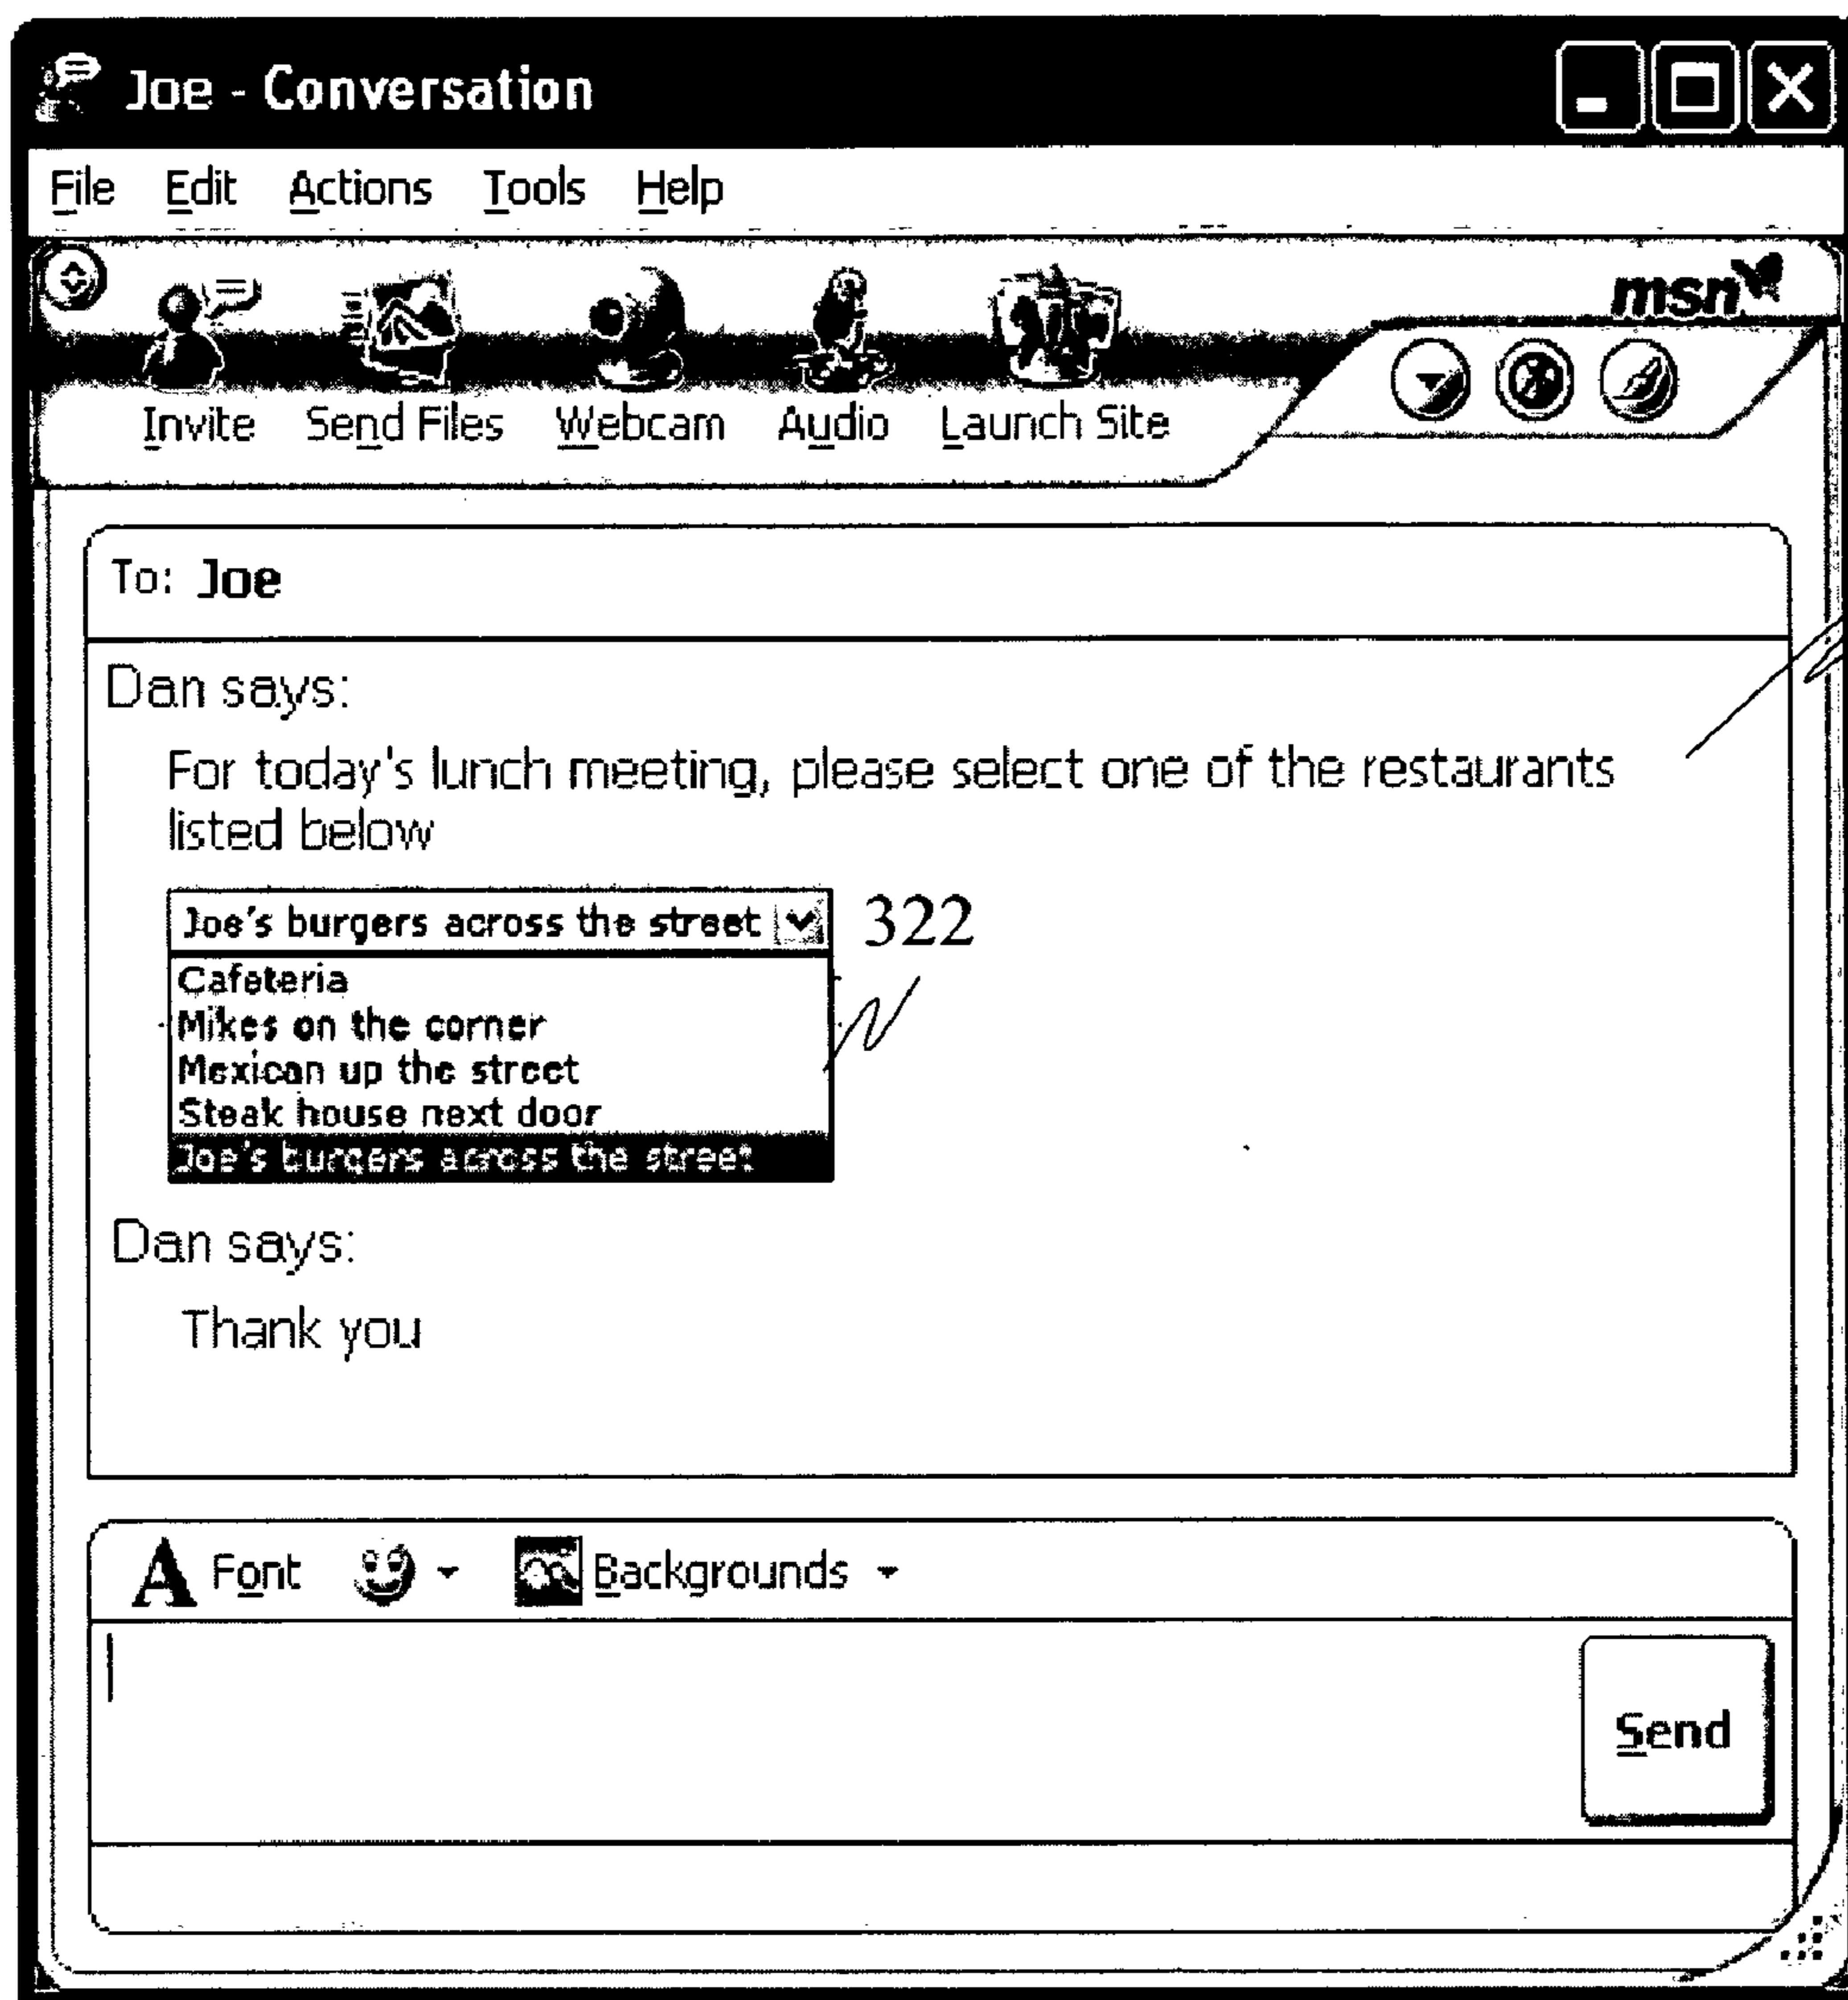 Joe - Conversation
File Edit Actions Tools Help
msn
Invite Send Files Webcam Audio Launch Site
To: Joe
Dan says:
For today's lunch meeting, please select one of the restaurants
listed below
Joe's burgers across the street 322
Cafeteria
Mikes on the corner
Mexican up the street
Steak house next door
Joe's burgers across the street
Dan says:
Thank you
A Font Backgrounds
Send